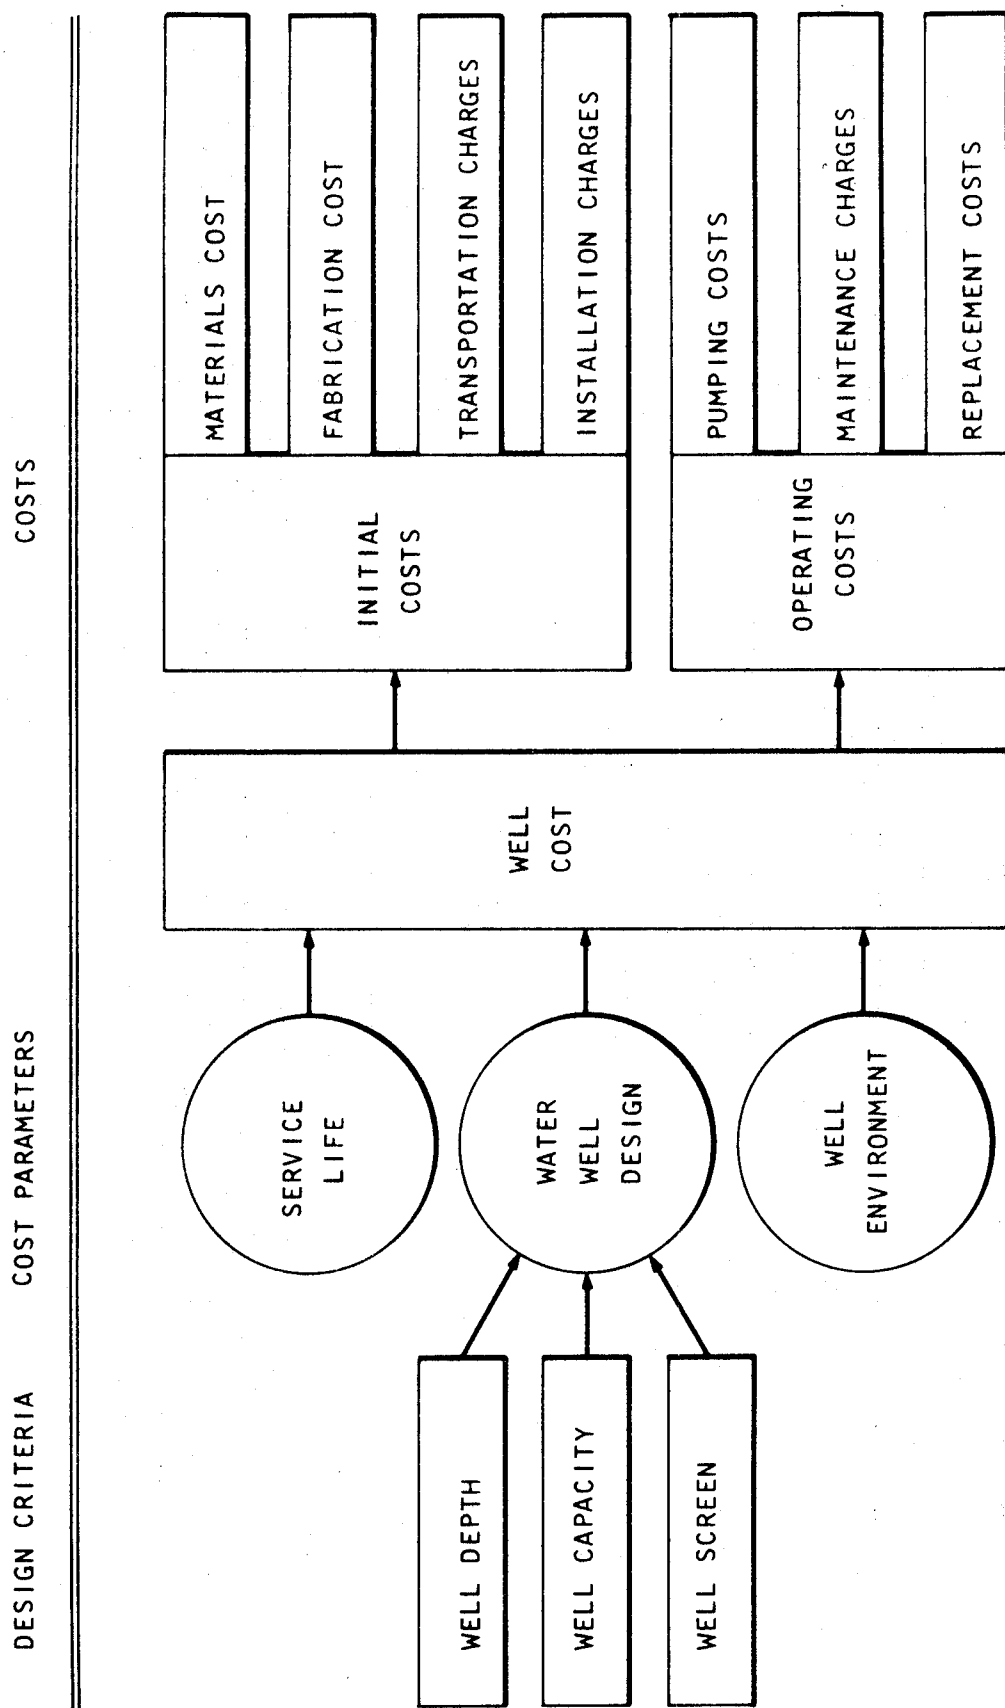 DESIGN CRITERIA
COST PARAMETERS
COSTS
WELL DEPTH
WELL CAPACITY
WELL SCREEN
SERVICE
LIFE
WATER
WELL
DESIGN
WELL
ENVIRONMENT
WELL
COST
INITIAL
COSTS
MATERIALS COST
FABRICATION COST
TRANSPORTATION CHARGES
INSTALLATION CHARGES
OPERATING
COSTS
PUMPING COSTS
MAINTENANCE CHARGES
REPLACEMENT COSTS